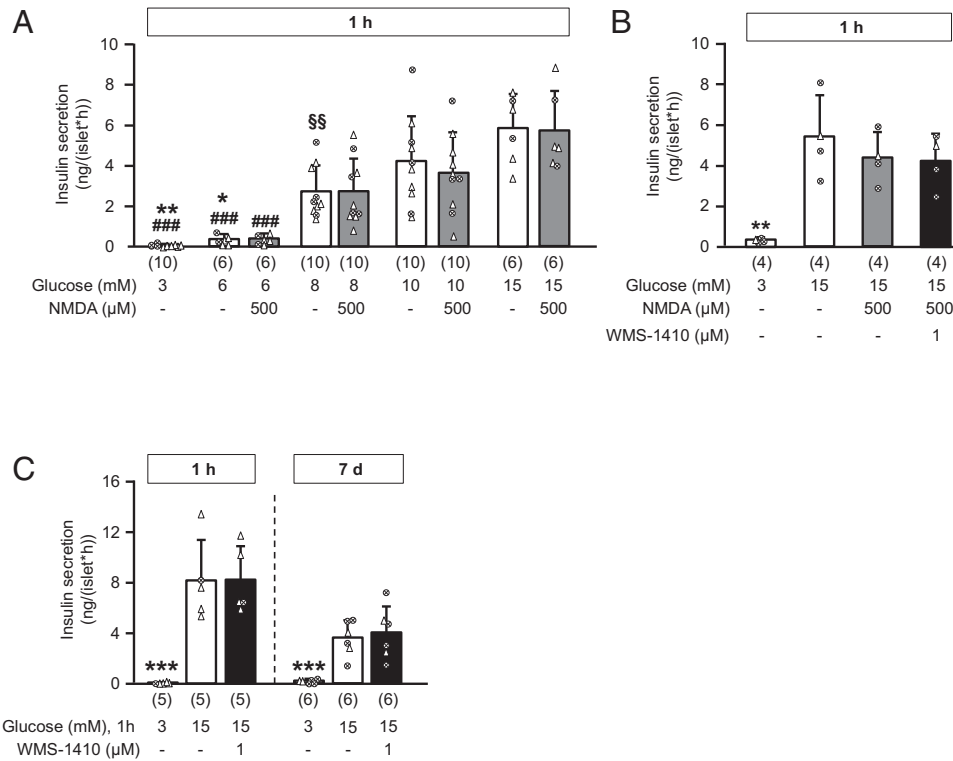 A
1 h
Insulin secretion
(ng/(islet*h))
10
8
6
4
2
0
** * §§
### ### ###
(10) (6) (6) (10) (10) (10) (10) (6) (6)
Glucose (mM) 3 6 6 8 8 10 10 15 15
NMDA (µM) - - 500 - 500 - 500 - 500
B
1 h
Insulin secretion
(ng/(islet*h))
10
8
6
4
2
0
**
(4) (4) (4) (4)
Glucose (mM) 3 15 15 15
NMDA (µM) - - 500 500
WMS-1410 (µM) - - - 1
C
1 h 7 d
Insulin secretion
(ng/(islet*h))
16
12
8
4
0
*** ***
(5) (5) (5) (6) (6) (6)
Glucose (mM), 1h 3 15 15 3 15 15
WMS-1410 (µM) - - 1 - - 1